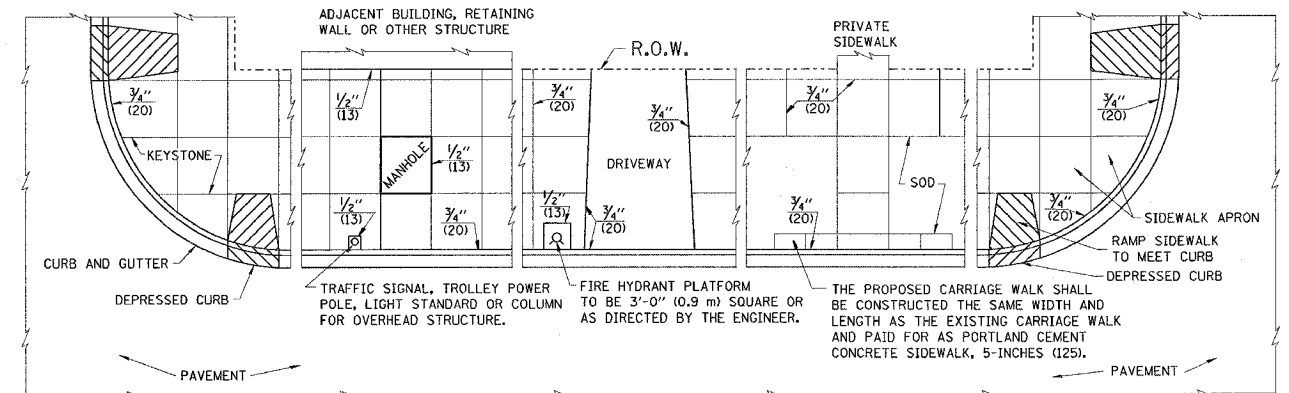 ADJACENT BUILDING, RETAINING
WALL OR OTHER STRUCTURE
R.O.W.
PRIVATE
SIDEWALK
3/4"
(20)
1/2"
(13)
3/4"
(20)
3/4"
(20)
3/4"
(20)
3/4"
(20)
KEYSTONE
MANHOLE
1/2"
(13)
DRIVEWAY
SOD
1/2"
(13)
3/4"
(20)
1/2"
(13)
3/4"
(20)
3/4"
(20)
3/4"
(20)
SIDEWALK APRON
RAMP SIDEWALK
TO MEET CURB
DEPRESSED CURB
CURB AND GUTTER
DEPRESSED CURB
TRAFFIC SIGNAL, TROLLEY POWER
POLE, LIGHT STANDARD OR COLUMN
FOR OVERHEAD STRUCTURE.
FIRE HYDRANT PLATFORM
TO BE 3'-0" (0.9 m) SQUARE OR
AS DIRECTED BY THE ENGINEER.
THE PROPOSED CARRIAGE WALK SHALL
BE CONSTRUCTED THE SAME WIDTH AND
LENGTH AS THE EXISTING CARRIAGE WALK
AND PAID FOR AS PORTLAND CEMENT
CONCRETE SIDEWALK, 5-INCHES (125).
PAVEMENT
PAVEMENT